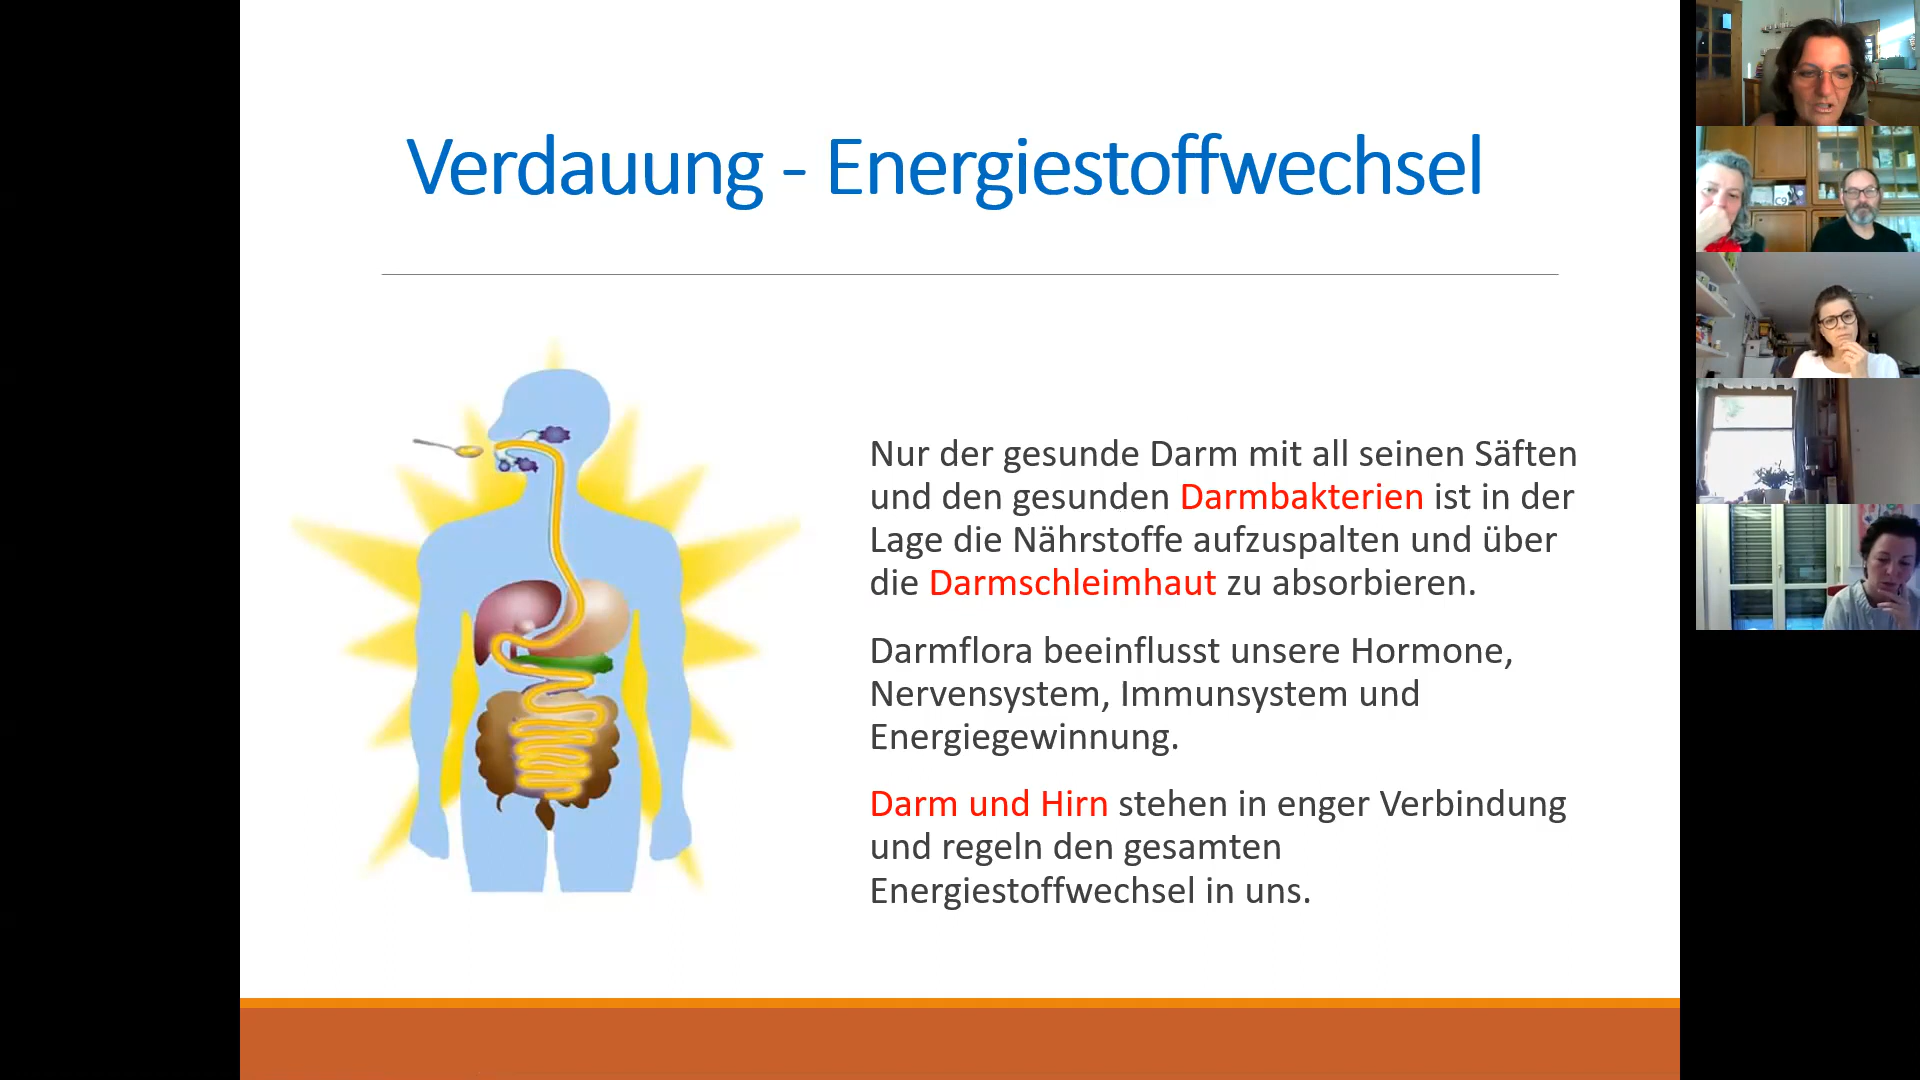 Verdauung - Energiestoffwechsel
Nur der gesunde Darm mit all seinen Säften
und den gesunden Darmbakterien ist in der
Lage die Nährstoffe aufzuspalten und über
die Darmschleimhaut zu absorbieren.
Darmflora beeinflusst unsere Hormone,
Nervensystem, Immunsystem und
Energiegewinnung.
Darm und Hirn stehen in enger Verbindung
und regeln den gesamten
Energiestoffwechsel in uns.